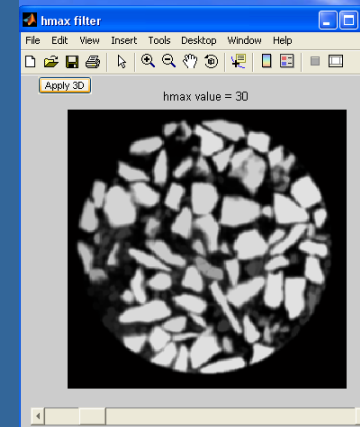 hmax filter
File Edit View Insert Tools Desktop Window Help
Apply 3D
hmax value = 30